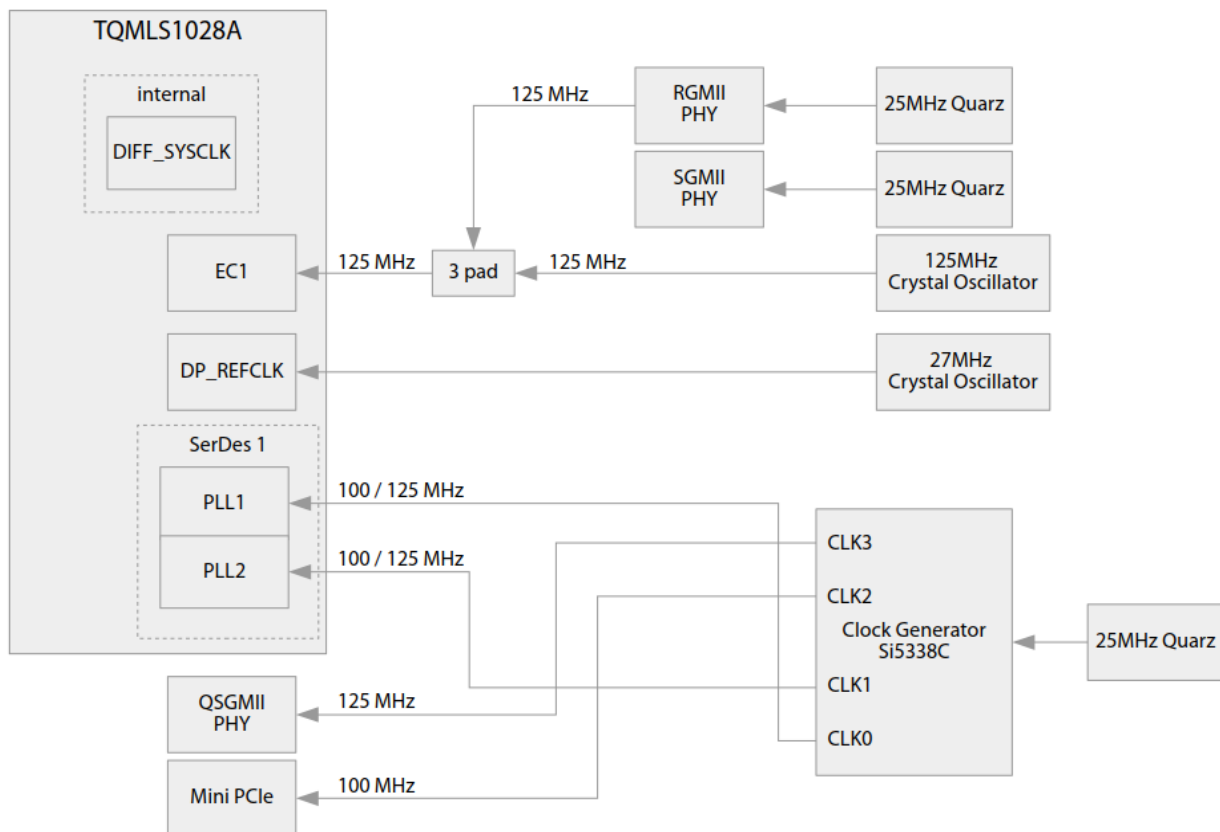 TQMLS1028A
internal
DIFF_SYSCLK
125 MHz
RGMII
PHY
25MHz Quarz
SGMII
PHY
25MHz Quarz
EC1
125 MHz
3 pad
125 MHz
125MHz
Crystal Oscillator
DP_REFCLK
27MHz
Crystal Oscillator
SerDes 1
PLL1
100 / 125 MHz
PLL2
100 / 125 MHz
CLK3
CLK2
Clock Generator
Si5338C
CLK1
CLK0
25MHz Quarz
QSGMII
PHY
125 MHz
Mini PCIe
100 MHz